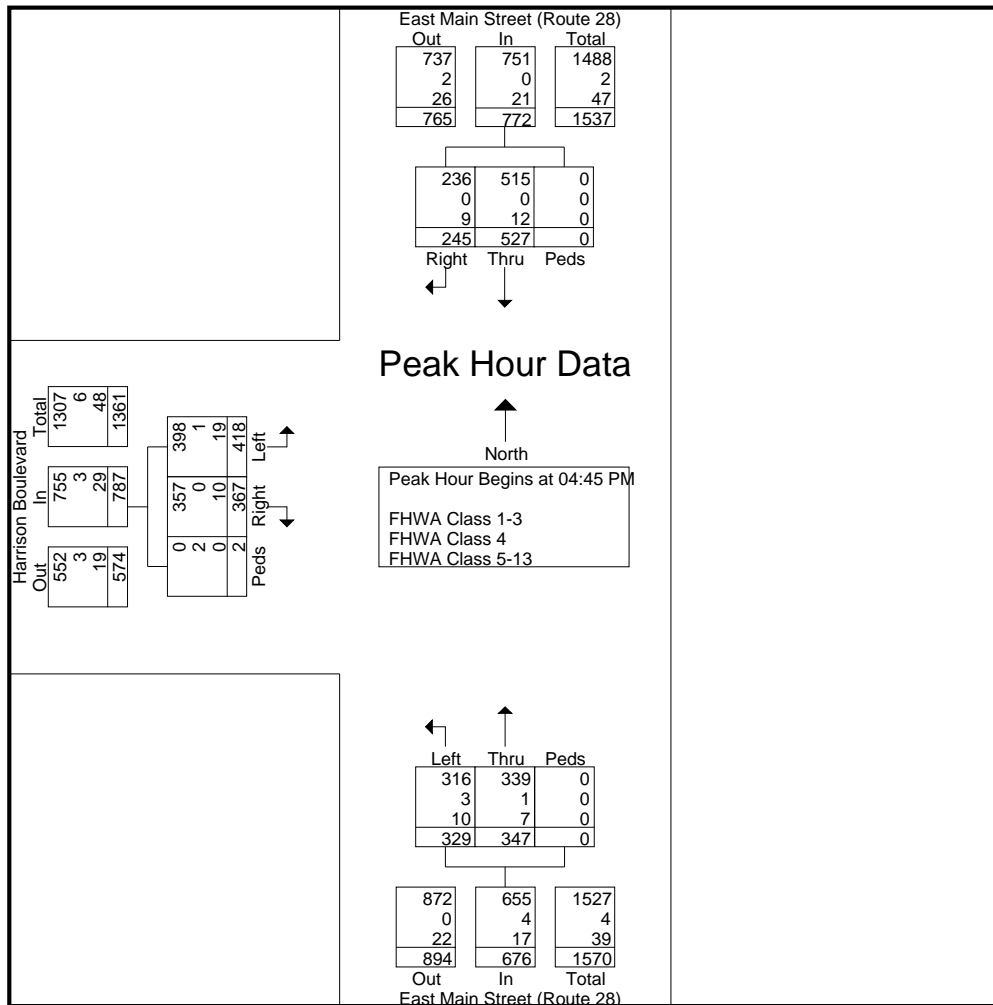 East Main Street (Route 28)
Out In Total
737 751 1488
2 0 2
26 21 47
765 772 1537
236 515 0
0 0 0
9 12 0
245 527 0
Right Thru Peds
Peak Hour Data
North
Peak Hour Begins at 04:45 PM
FHWA Class 1-3
FHWA Class 4
FHWA Class 5-13
Harrison Boulevard
Out In Total
552 755 1307
3 3 6
19 29 48
574 787 1361
0 357 398
2 0 1
0 10 19
2 367 418
Peds Right Left
Left Thru Peds
316 339 0
3 1 0
10 7 0
329 347 0
872 655 1527
0 4 4
22 17 39
894 676 1570
Out In Total
East Main Street (Route 28)